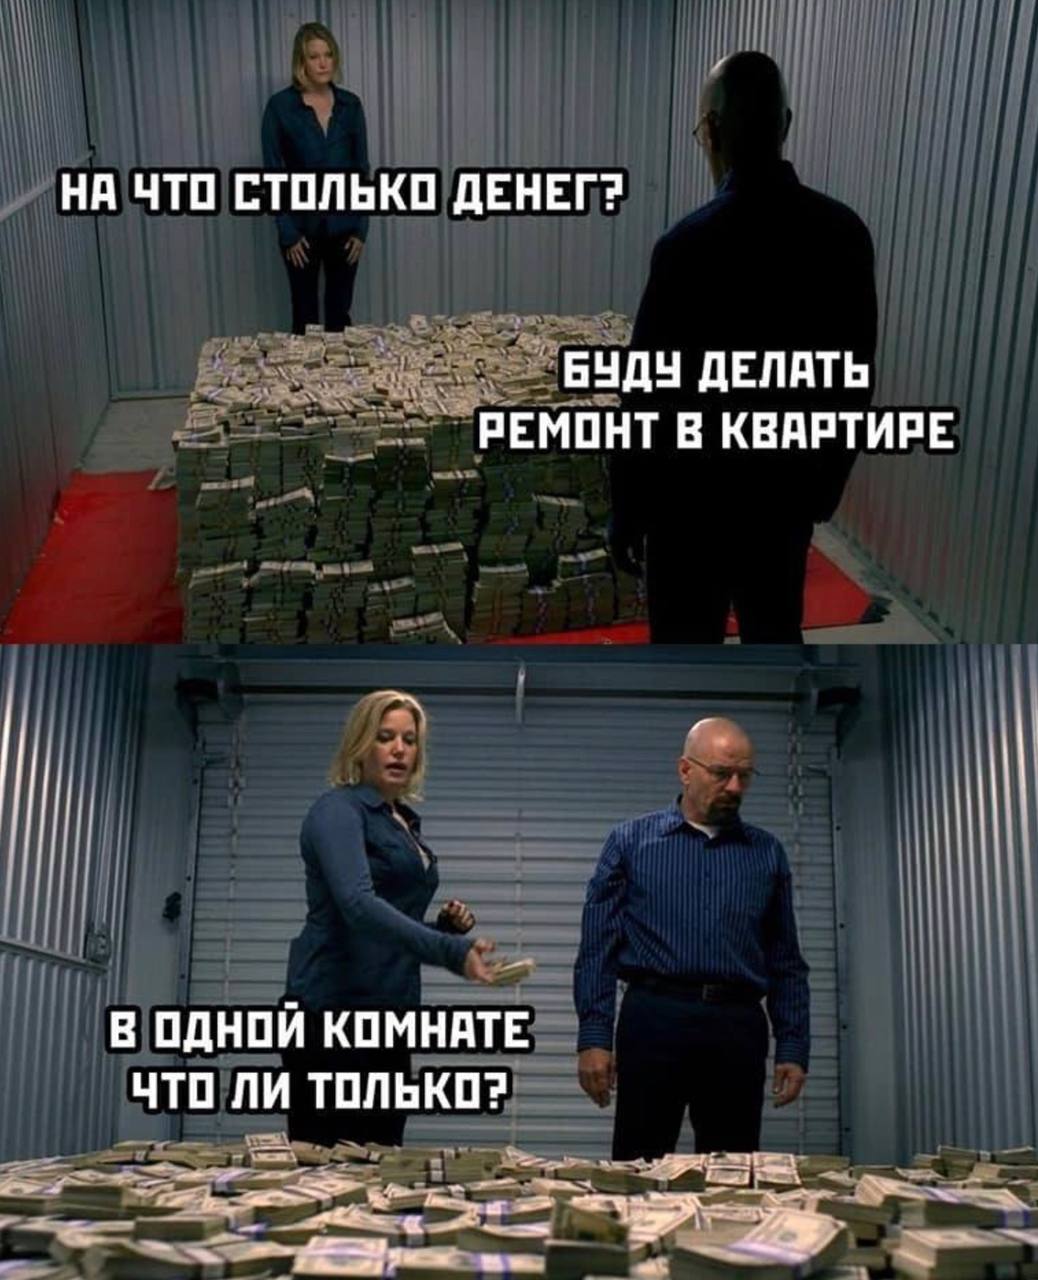 НА ЧТО СТОЛЬКО ДЕНЕГ?
БУДУ ДЕЛАТЬ
РЕМОНТ В КВАРТИРЕ
В ОДНОЙ КОМНАТЕ
ЧТО ЛИ ТОЛЬКО?